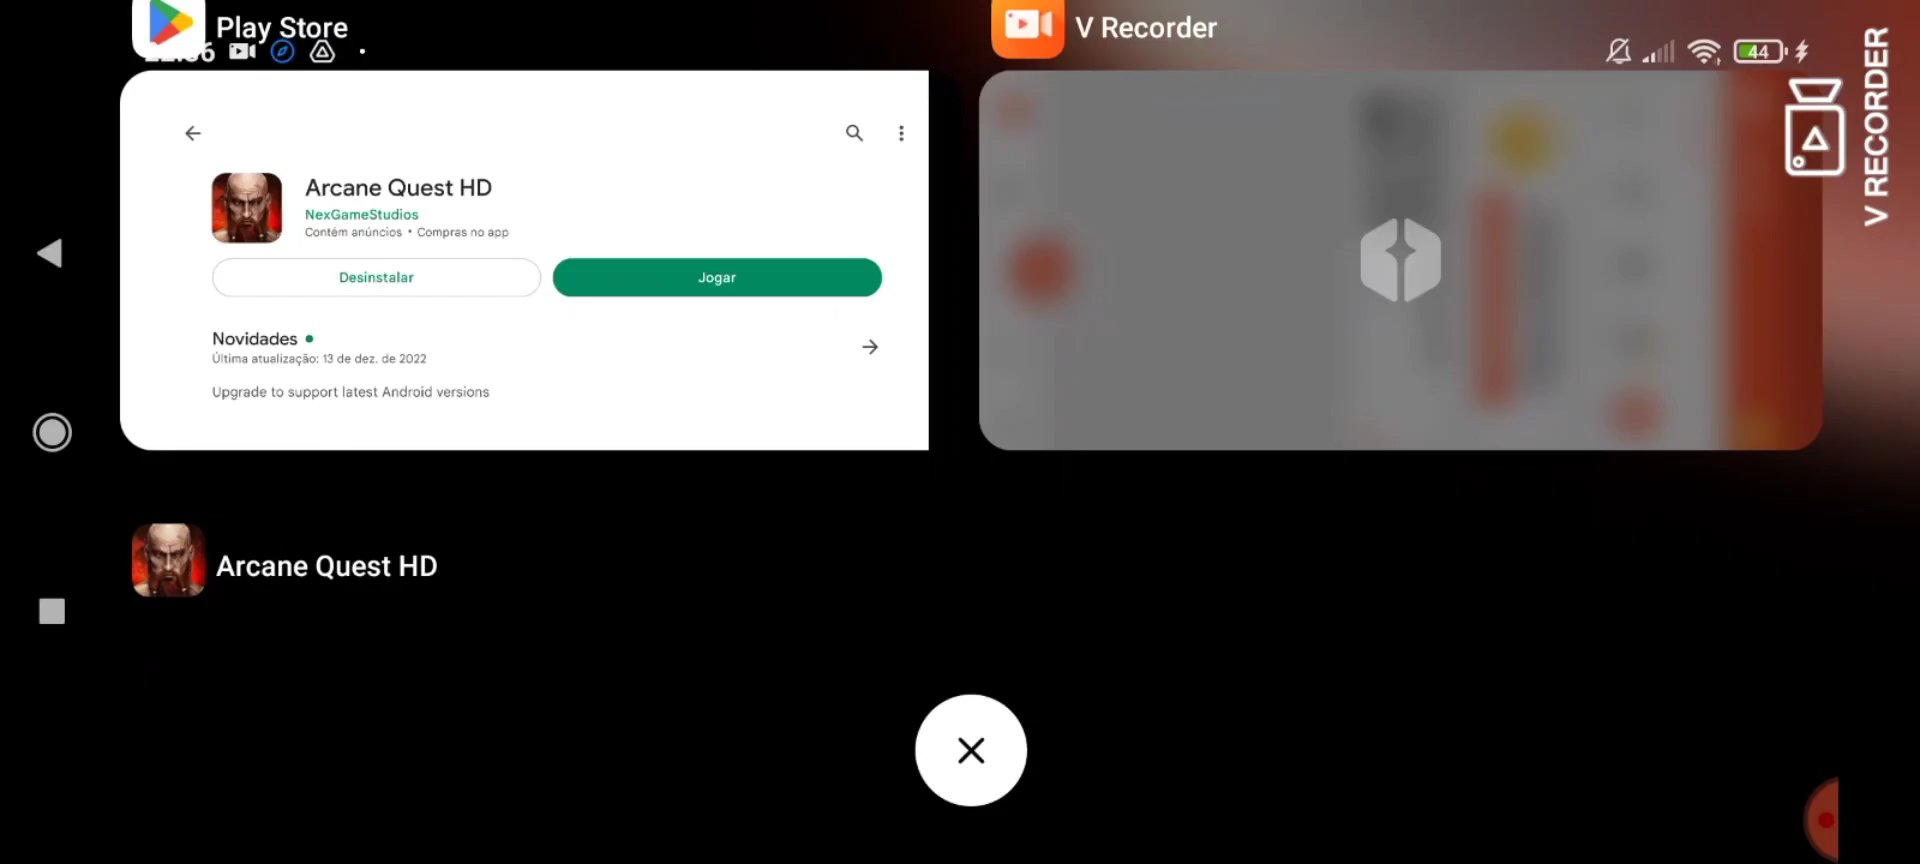 Play Store
V Recorder
44
V RECORDER
Arcane Quest HD
NexGameStudios
Contém anúncios • Compras no app
Desinstalar
Jogar
Novidades
Última atualização: 13 de dez. de 2022
Upgrade to support latest Android versions
Arcane Quest HD